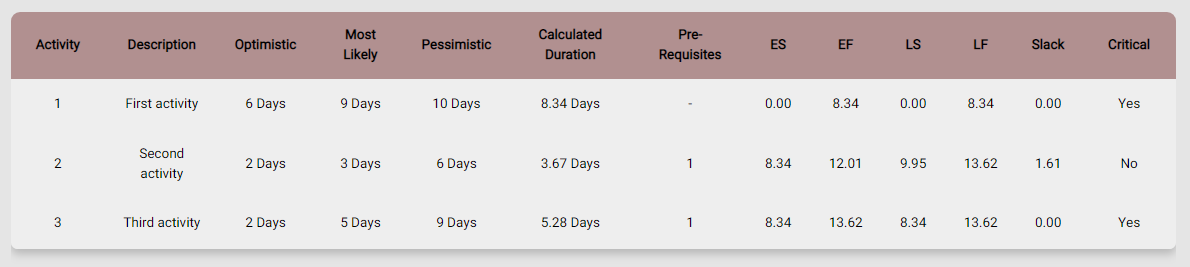 Activity Description Optimistic Most Likely Pessimistic Calculated Duration Pre-Requisites ES EF LS LF Slack Critical
1 First activity 6 Days 9 Days 10 Days 8.34 Days - 0.00 8.34 0.00 8.34 0.00 Yes
2 Second activity 2 Days 3 Days 6 Days 3.67 Days 1 8.34 12.01 9.95 13.62 1.61 No
3 Third activity 2 Days 5 Days 9 Days 5.28 Days 1 8.34 13.62 8.34 13.62 0.00 Yes